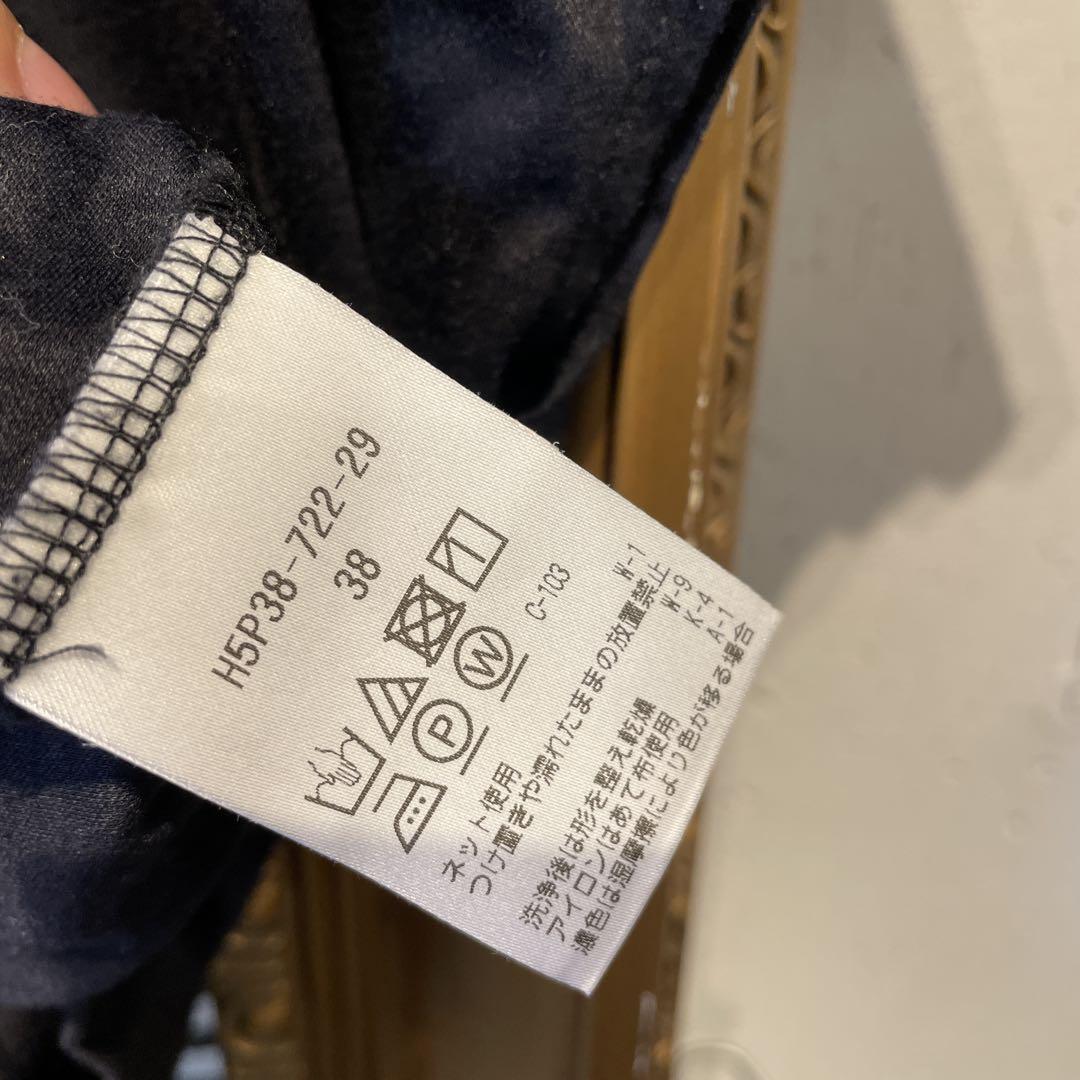 H5P38-722-29
38
P
W
C-103
ネット使用
W-1
つけ置きや濡れたままの放置禁止
W-9
洗浄後は形を整え乾燥
K-4
アイロンはあて布使用
A-1
濃色は湿摩擦により色が移る場合